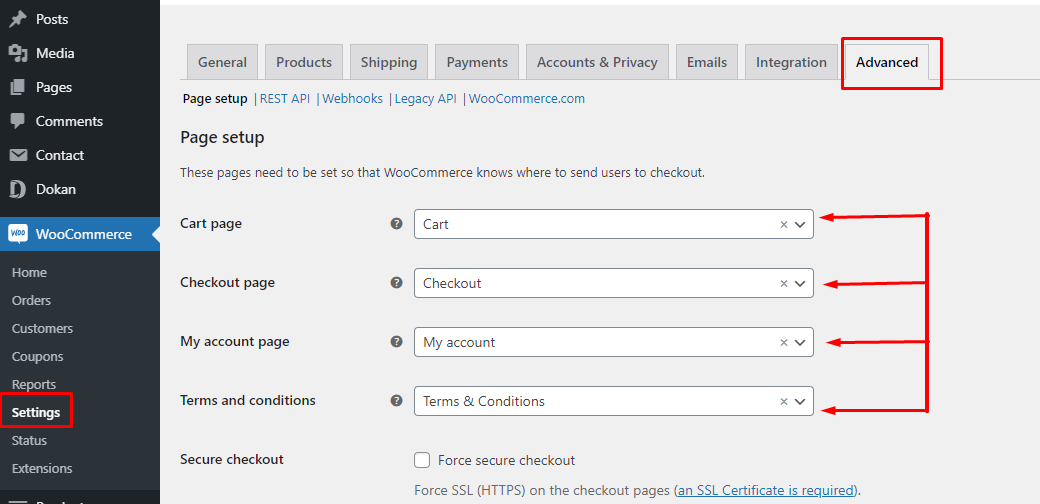 Posts
Media
Pages
Comments
Contact
Dokan
WooCommerce
Home
Orders
Customers
Coupons
Reports
Settings
Status
Extensions
General
Products
Shipping
Payments
Accounts & Privacy
Emails
Integration
Advanced
Page setup | REST API | Webhooks | Legacy API | WooCommerce.com
Page setup
These pages need to be set so that WooCommerce knows where to send users to checkout.
Cart page ? Cart × 
Checkout page ? Checkout ×
My account page ? My account ×
Terms and conditions ? Terms & Conditions ×
Secure checkout Force secure checkout
Force SSL (HTTPS) on the checkout pages (an SSL Certificate is required).